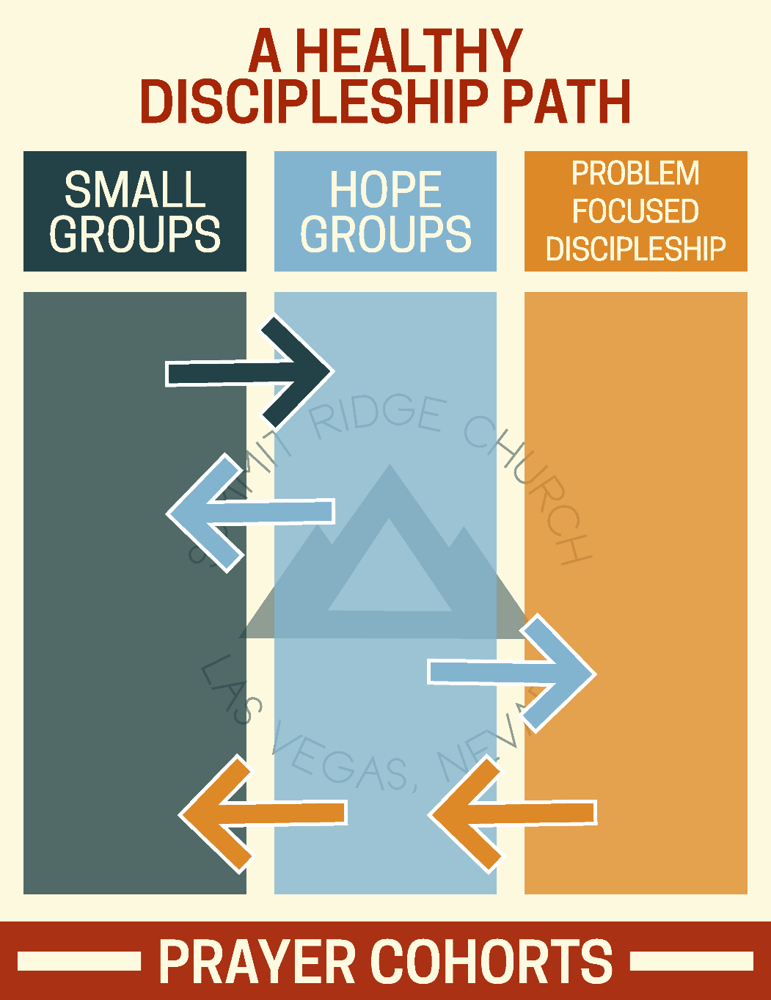 A HEALTHY
DISCIPLESHIP PATH
SMALL
GROUPS
HOPE
GROUPS
PROBLEM
FOCUSED
DISCIPLESHIP
RIDGE CHURCH
LAS VEGAS,
PRAYER COHORTS